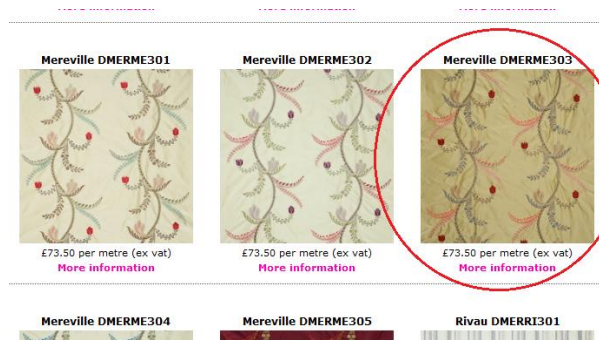 Mereville DMERME301
Mereville DMERME302
Mereville DMERME303
£73.50 per metre (ex vat)
£73.50 per metre (ex vat)
£73.50 per metre (ex vat)
More information
More information
More information
Mereville DMERME304
Mereville DMERME305
Rivau DMERRI301